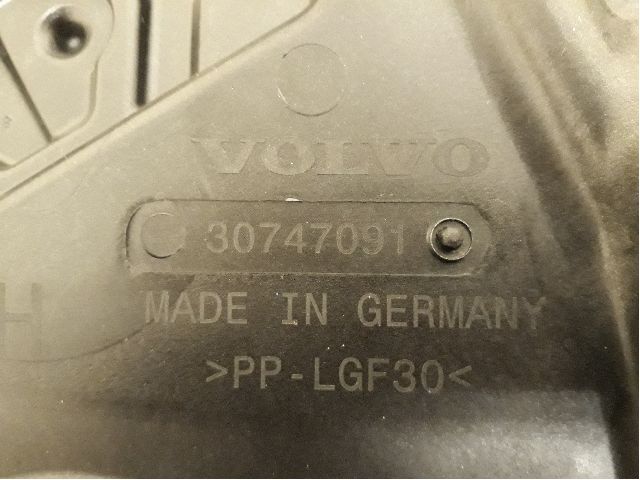 VOLVO
30747091
H
MADE IN GERMANY
>PP-LGF30<